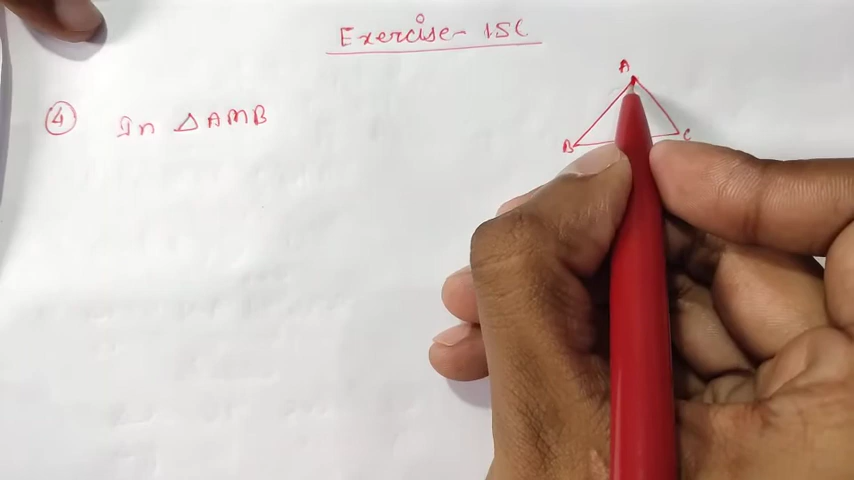 Exercise- 15C
A
④ In △ AMB
B C